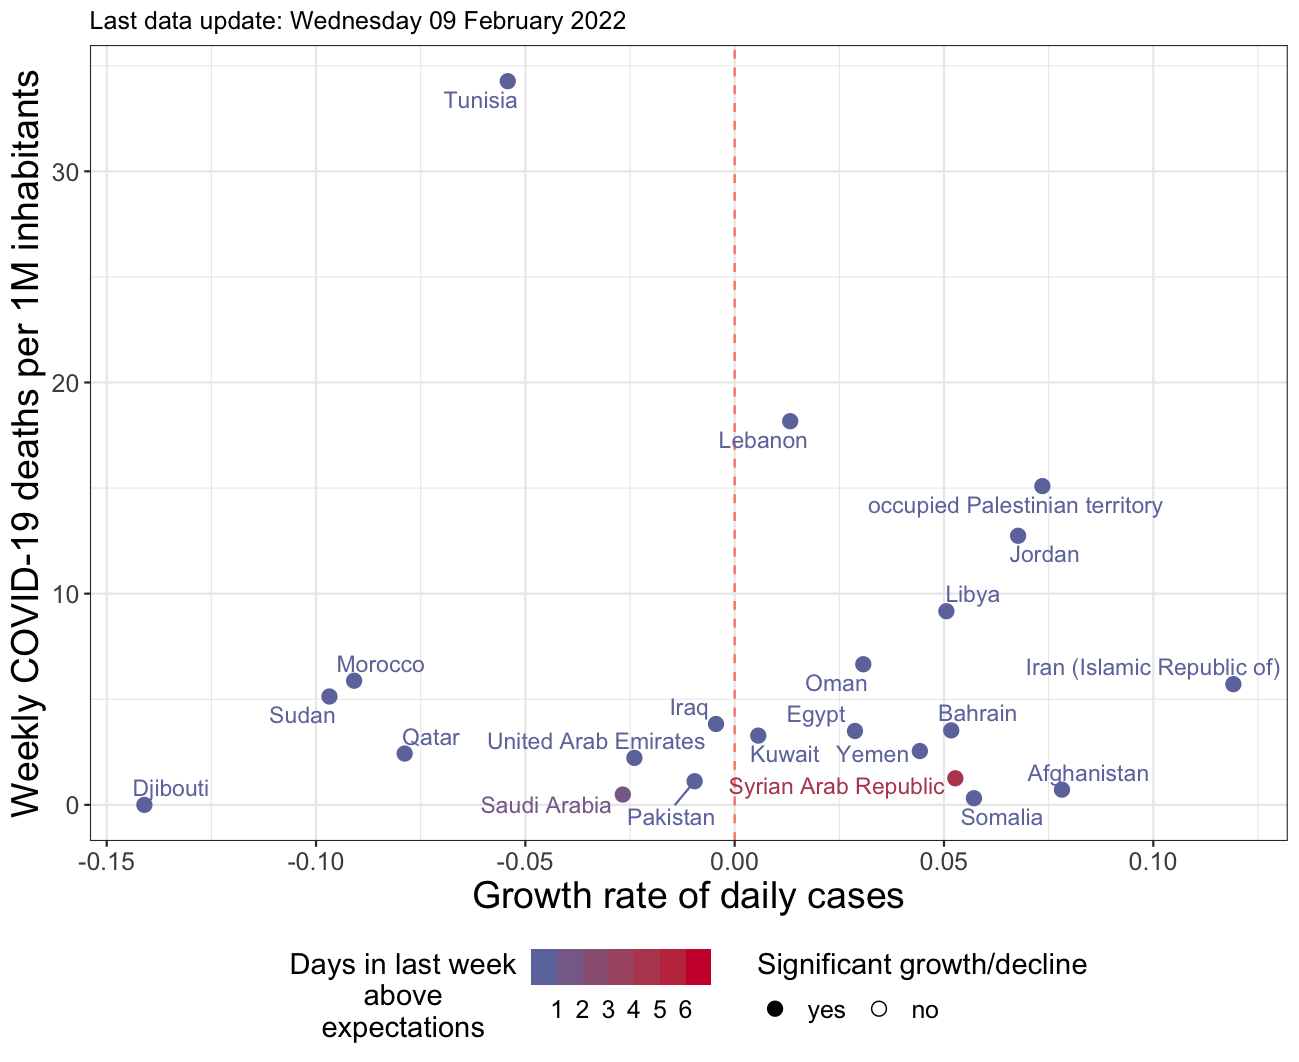 Last data update: Wednesday 09 February 2022
Weekly COVID-19 deaths per 1M inhabitants
30
20
10
0
Tunisia
Lebanon
occupied Palestinian territory
Jordan
Libya
Morocco
Iran (Islamic Republic of)
Oman
Sudan
Iraq
Egypt
Bahrain
Qatar
United Arab Emirates
Kuwait
Yemen
Afghanistan
Djibouti
Syrian Arab Republic
Saudi Arabia
Pakistan
Somalia
-0.15 -0.10 -0.05 0.00 0.05 0.10
Growth rate of daily cases
Days in last week
above
expectations
1 2 3 4 5 6
Significant growth/decline
yes no